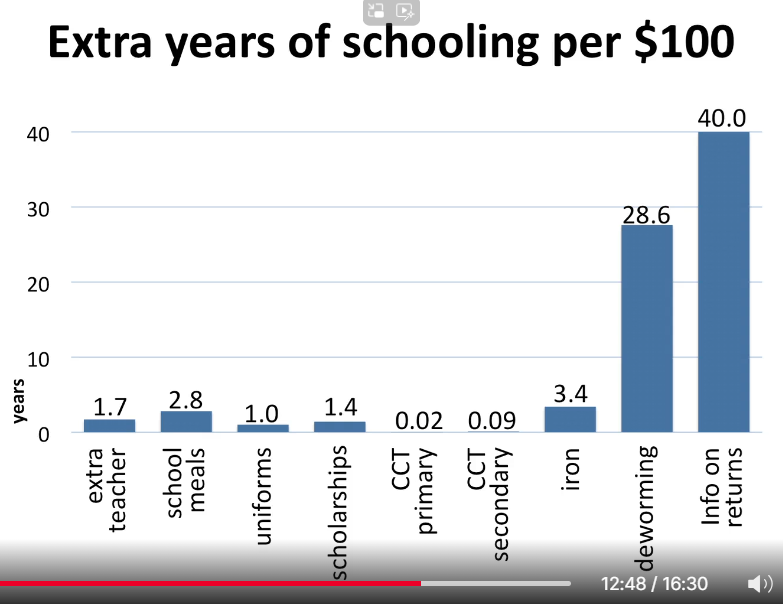 Extra years of schooling per $100
40
30
20
10
0
years
1.7
2.8
1.0
1.4
0.02
0.09
3.4
28.6
40.0
extra
teacher
school
meals
uniforms
scholarships
CCT
primary
CCT
secondary
iron
deworming
Info on
returns
12:48 / 16:30